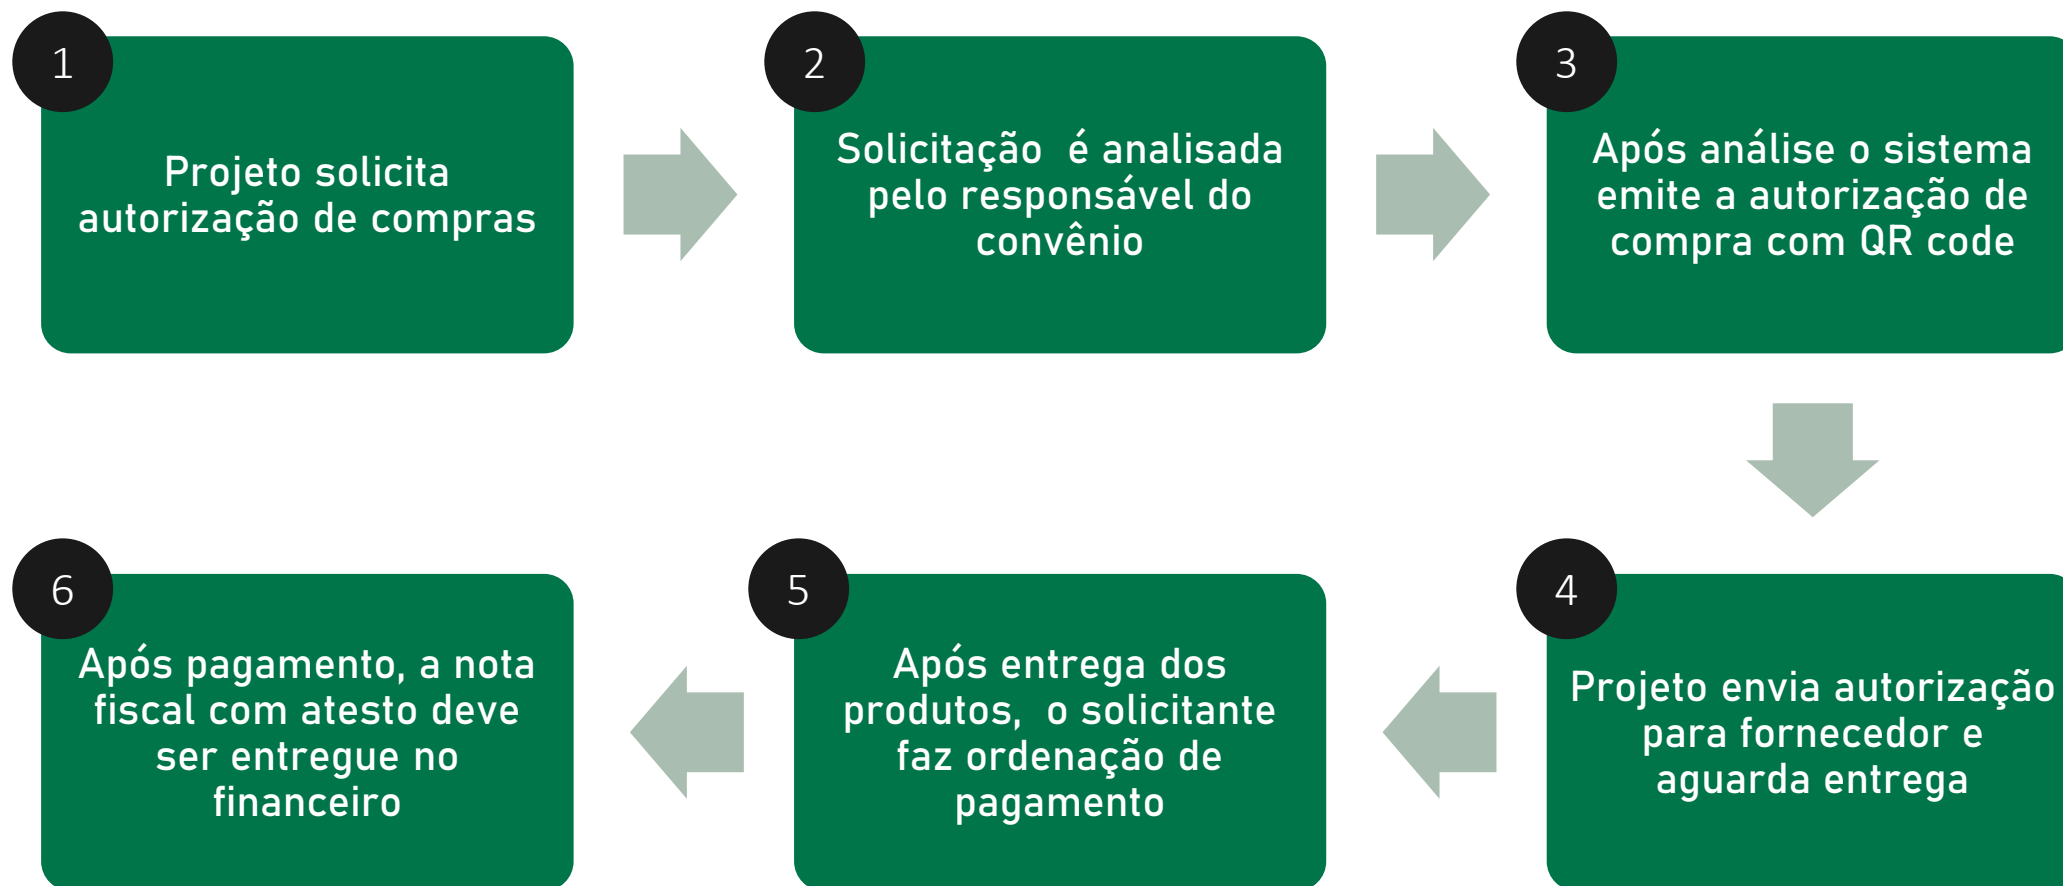 1
Projeto solicita
autorização de compras
2
Solicitação é analisada
pelo responsável do
convênio
3
Após análise o sistema
emite a autorização de
compra com QR code
4
Projeto envia autorização
para fornecedor e
aguarda entrega
5
Após entrega dos
produtos, o solicitante
faz ordenação de
pagamento
6
Após pagamento, a nota
fiscal com atesto deve
ser entregue no
financeiro